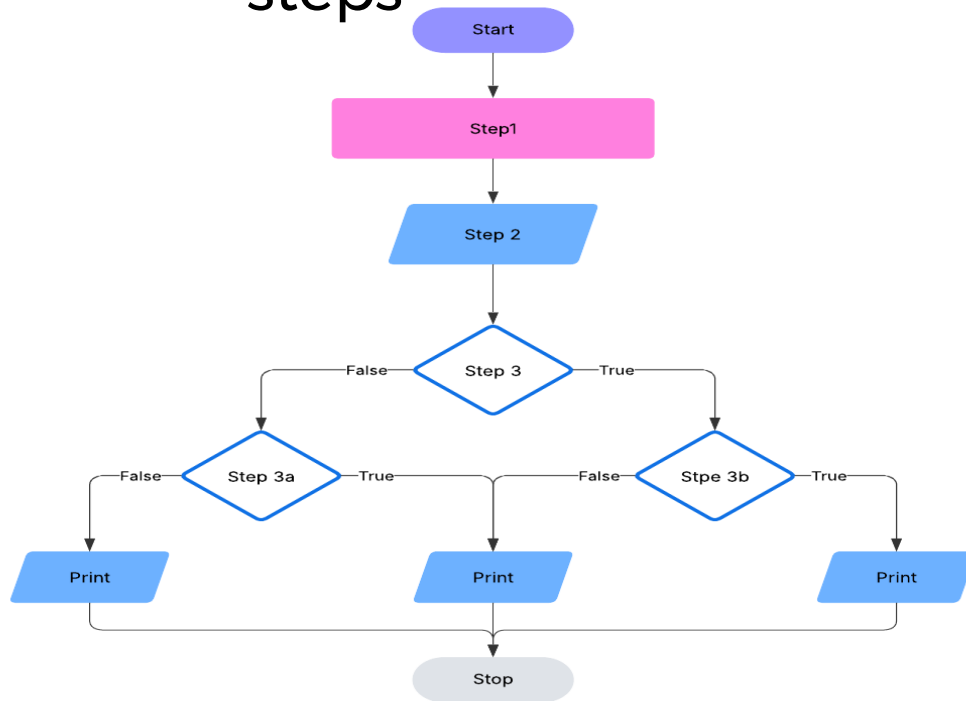 steps
Start
Step1
Step 2
False
Step 3
True
False
Step 3a
True
False
Stpe 3b
True
Print
Print
Print
Stop